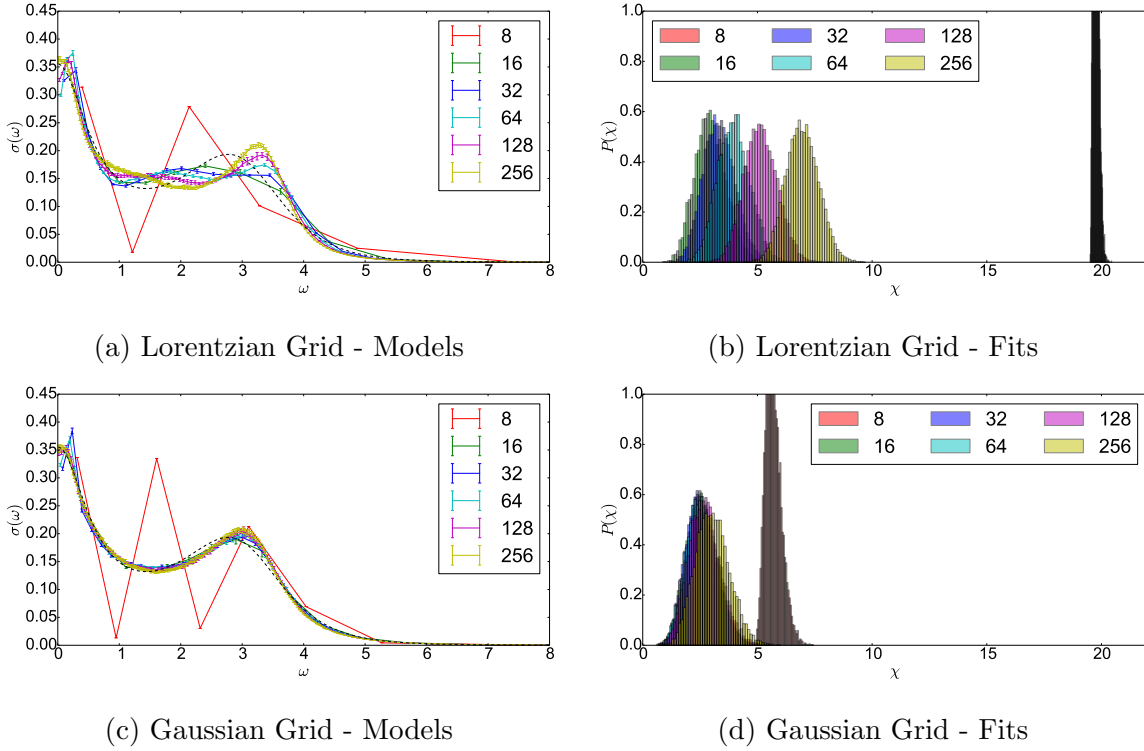 0.45
0.40
0.35
0.30
0.25
0.20
0.15
0.10
0.05
0.00
σ(ω)
0 1 2 3 4 5 6 7 8
ω
8
16
32
64
128
256
(a) Lorentzian Grid - Models
1.0
0.8
0.6
0.4
0.2
0.0
P(χ)
0 5 10 15 20
χ
8 32 128
16 64 256
(b) Lorentzian Grid - Fits
0.45
0.40
0.35
0.30
0.25
0.20
0.15
0.10
0.05
0.00
σ(ω)
0 1 2 3 4 5 6 7 8
ω
8
16
32
64
128
256
(c) Gaussian Grid - Models
1.0
0.8
0.6
0.4
0.2
0.0
P(χ)
0 5 10 15 20
χ
8 32 128
16 64 256
(d) Gaussian Grid - Fits